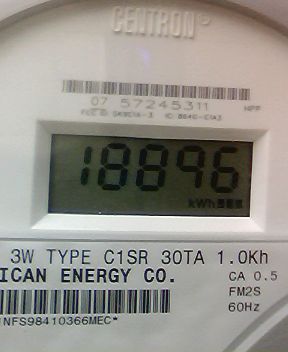 CENTRON®
07 57245311 NPP
18896
kWh
3W TYPE C1SR 30TA 1.0Kh
ICAN ENERGY CO. CA 0.5
FM2S
60Hz
NFS98410366MEC*